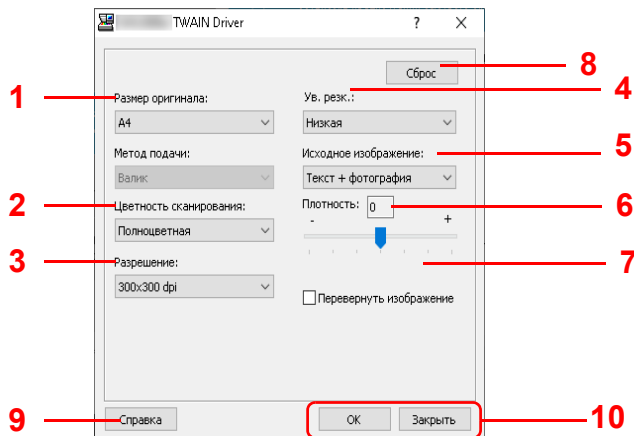 TWAIN Driver
?
8
Сброс
1
Размер оригинала:
Ув. резк.:
4
A4
Низкая
Метод подачи:
Исходное изображение:
5
Валик
Текст + фотография
2
Цветность сканирования:
Плотность: 0
6
- +
Полноцветная
3
Разрешение:
7
300x300 dpi
Перевернуть изображение
9
Справка
OK
Закрыть
10